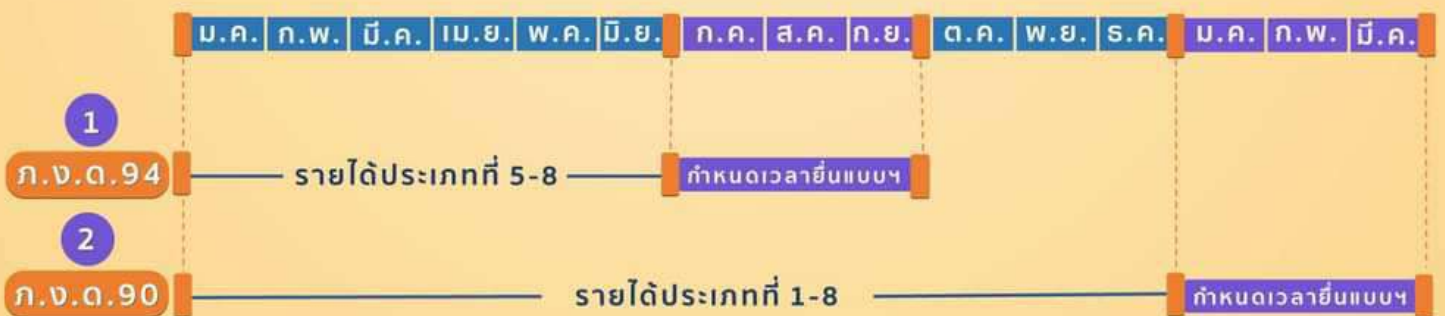 ม.ค. ก.พ. มี.ค. เม.ย. พ.ค. มิ.ย. ก.ค. ส.ค. ก.ย. ต.ค. พ.ย. ธ.ค. ม.ค. ก.พ. มี.ค.
1
ภ.ง.ด.94 รายได้ประเภทที่ 5-8 กำหนดเวลายื่นแบบฯ
2
ภ.ง.ด.90 รายได้ประเภทที่ 1-8 กำหนดเวลายื่นแบบฯ